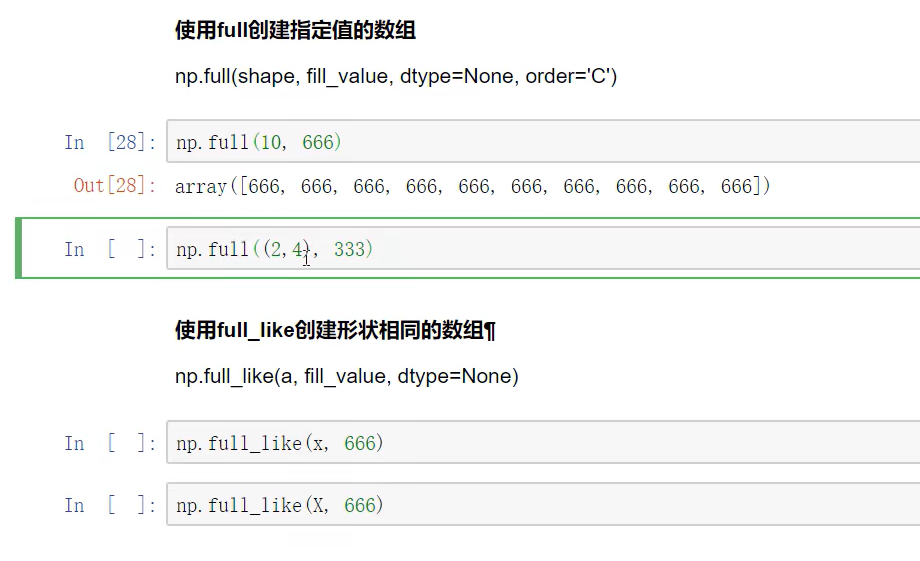 使用full创建指定值的数组
np.full(shape, fill_value, dtype=None, order='C')
In [28]: np.full(10, 666)
Out[28]: array([666, 666, 666, 666, 666, 666, 666, 666, 666, 666])
In [ ]: np.full((2,4), 333)
使用full_like创建形状相同的数组¶
np.full_like(a, fill_value, dtype=None)
In [ ]: np.full_like(x, 666)
In [ ]: np.full_like(X, 666)